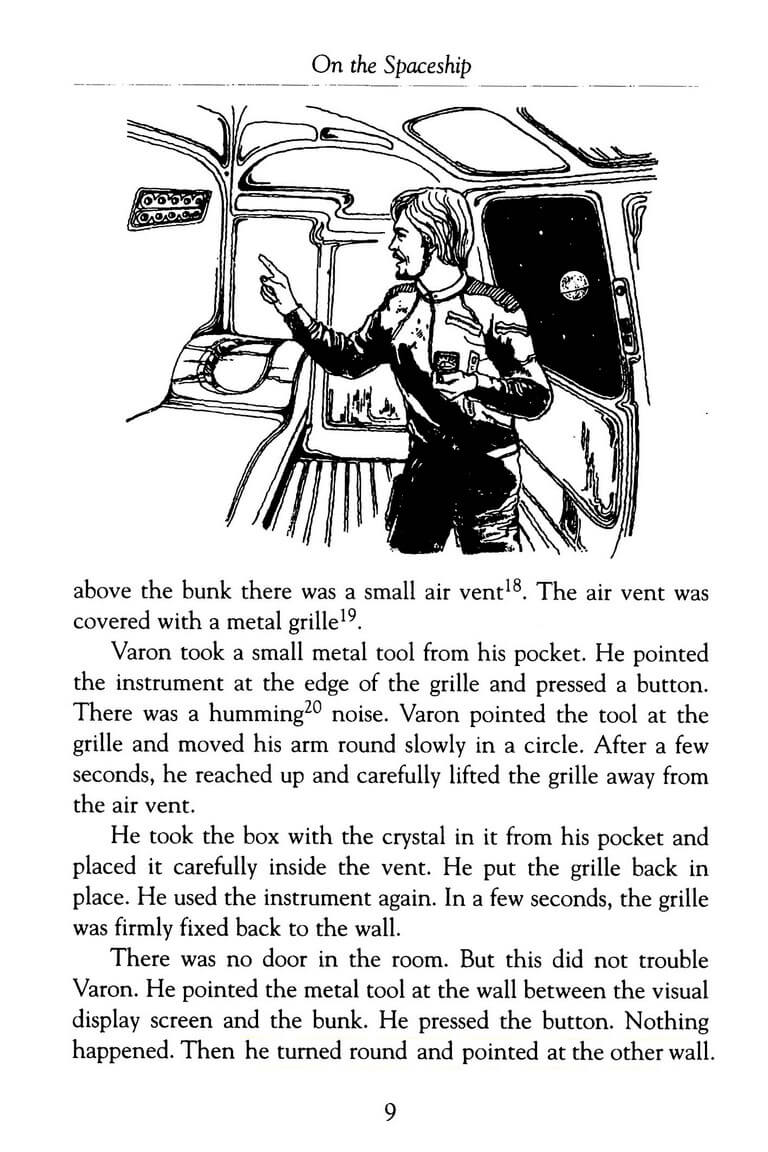 On the Spaceship
above the bunk there was a small air vent18. The air vent was
covered with a metal grille19.
Varon took a small metal tool from his pocket. He pointed
the instrument at the edge of the grille and pressed a button.
There was a humming20 noise. Varon pointed the tool at the
grille and moved his arm round slowly in a circle. After a few
seconds, he reached up and carefully lifted the grille away from
the air vent.
He took the box with the crystal in it from his pocket and
placed it carefully inside the vent. He put the grille back in
place. He used the instrument again. In a few seconds, the grille
was firmly fixed back to the wall.
There was no door in the room. But this did not trouble
Varon. He pointed the metal tool at the wall between the visual
display screen and the bunk. He pressed the button. Nothing
happened. Then he turned round and pointed at the other wall.
9